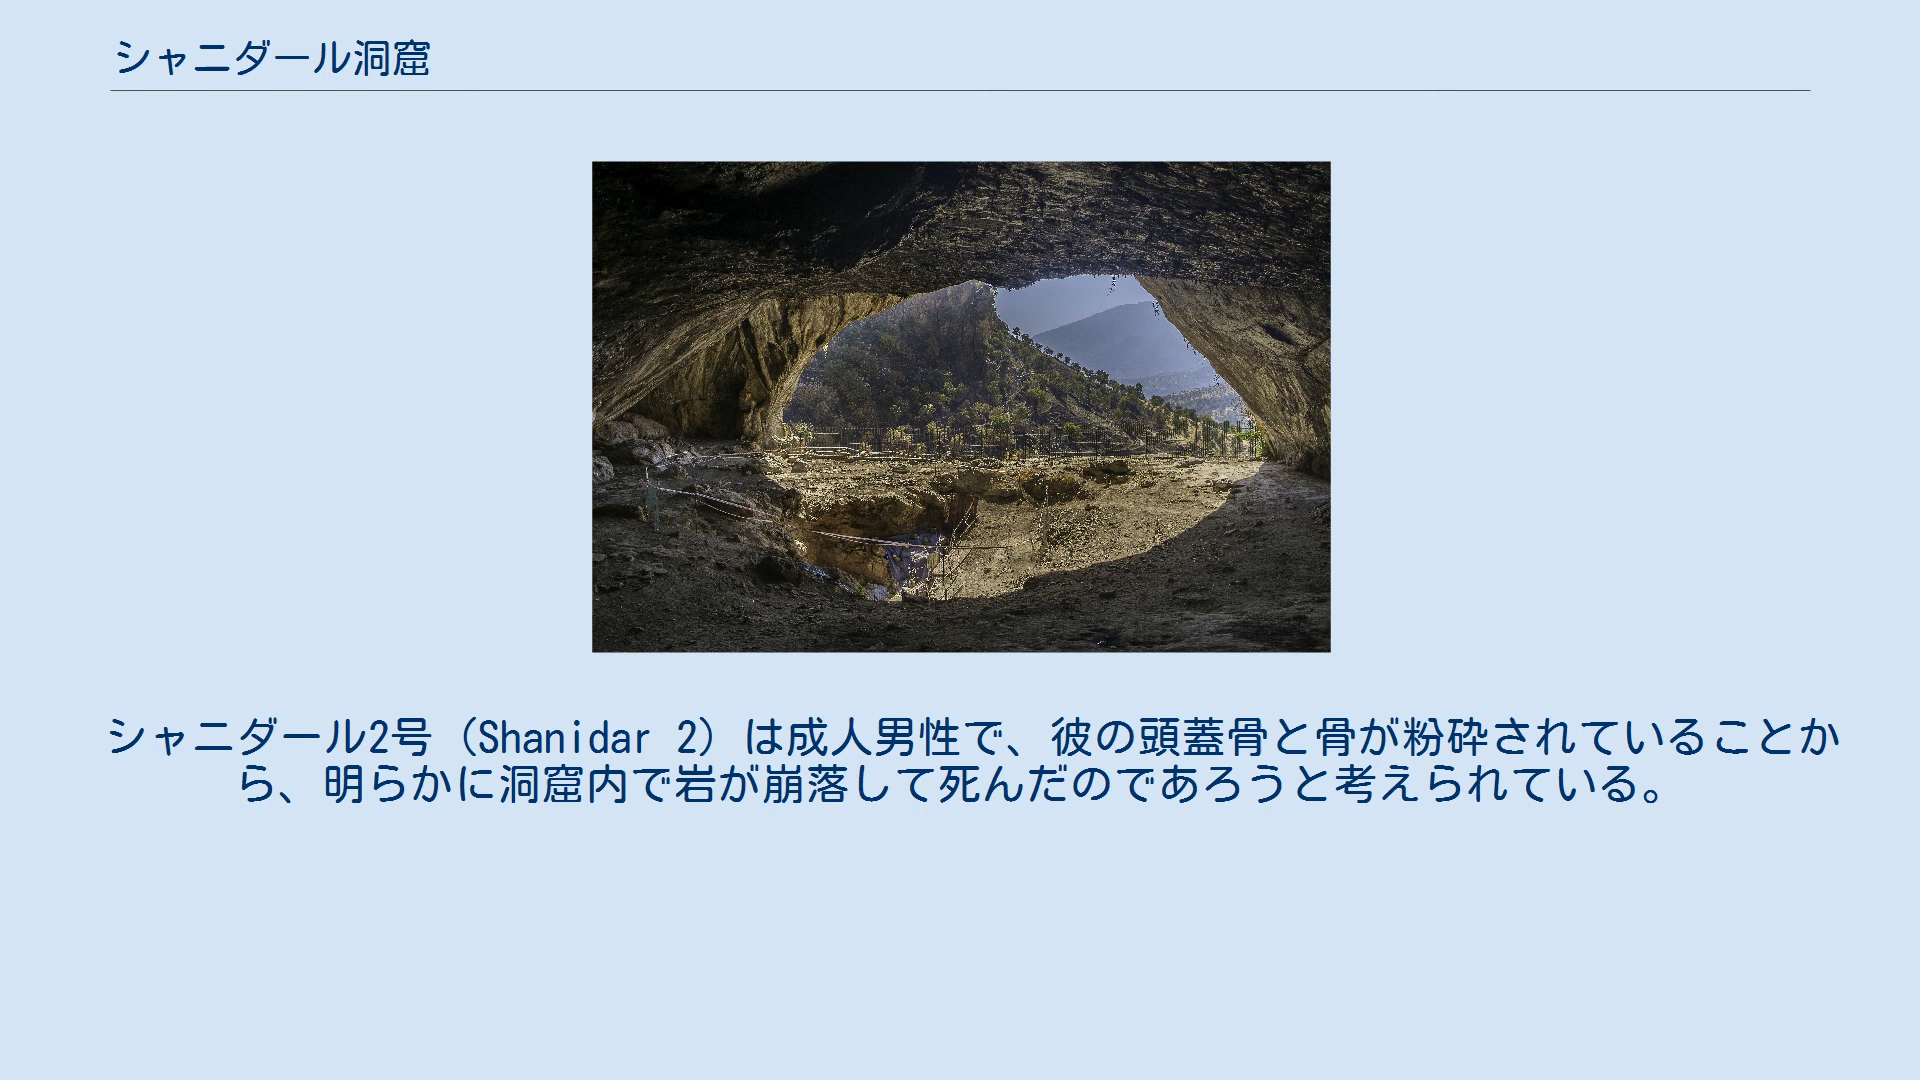 シャニダール洞窟
シャニダール2号（Shanidar 2）は成人男性で、彼の頭蓋骨と骨が粉砕されていることか
ら、明らかに洞窟内で岩が崩落して死んだのであろうと考えられている。